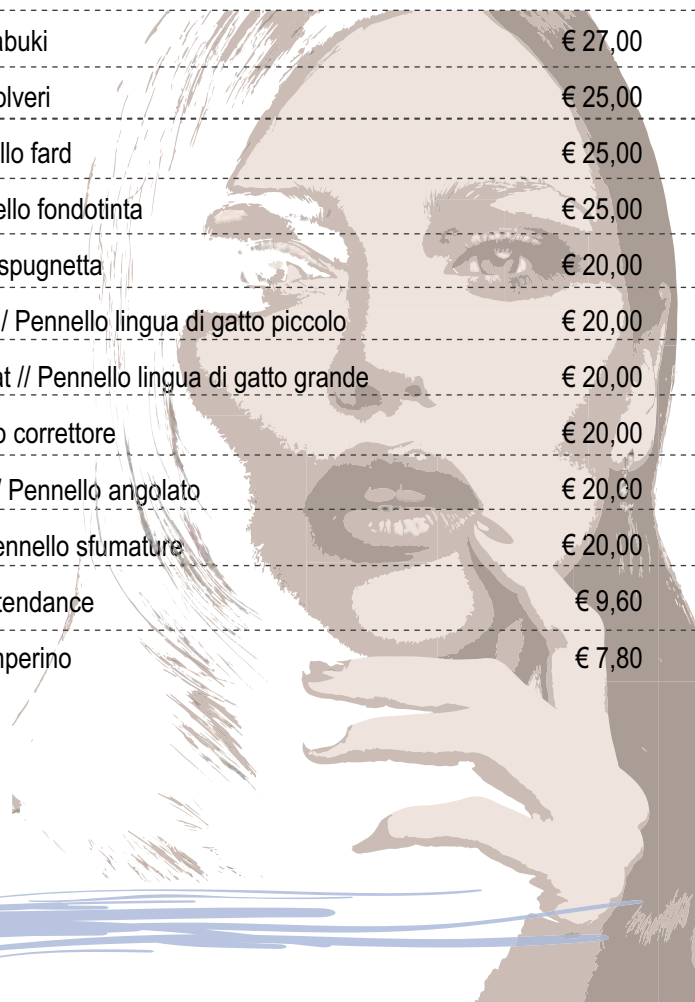 abuki € 27,00
olveri € 25,00
llo fard € 25,00
ello fondotinta € 25,00
spugnetta € 20,00
/ Pennello lingua di gatto piccolo € 20,00
at // Pennello lingua di gatto grande € 20,00
o correttore € 20,00
/ Pennello angolato € 20,00
ennello sfumature € 20,00
tendance € 9,60
mperino € 7,80